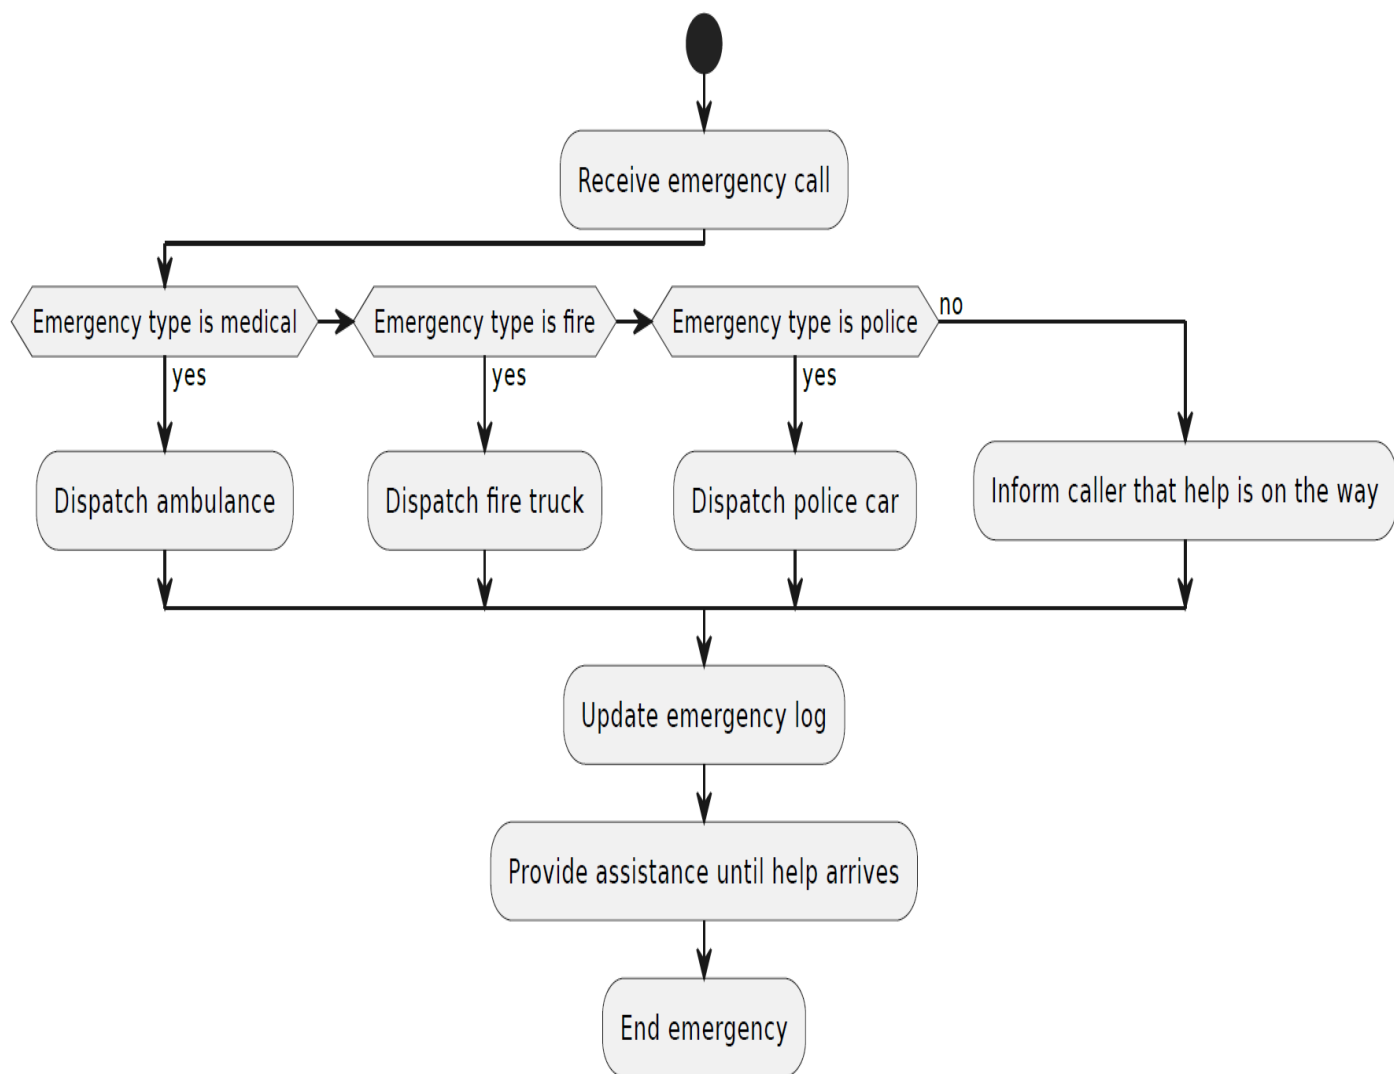 Receive emergency call
Emergency type is medical
Emergency type is fire
Emergency type is police
no
yes
yes
yes
Dispatch ambulance
Dispatch fire truck
Dispatch police car
Inform caller that help is on the way
Update emergency log
Provide assistance until help arrives
End emergency